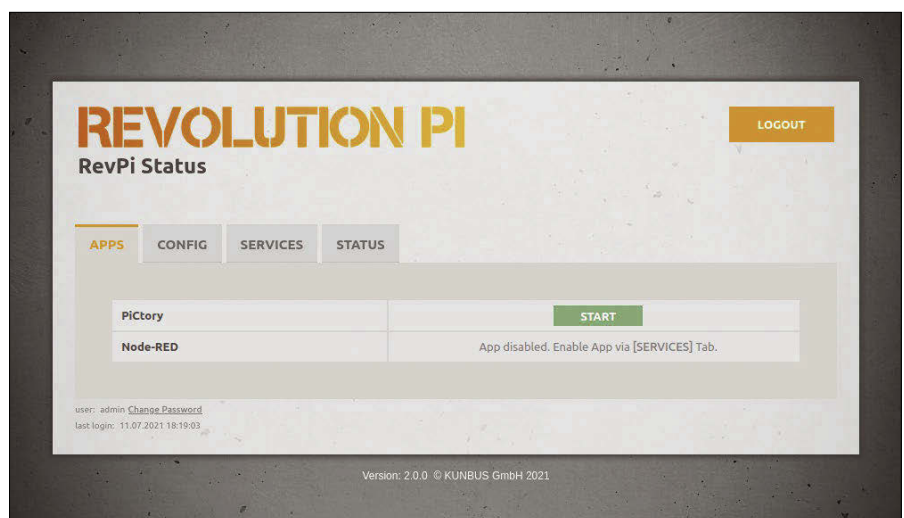 REVOLUTION PI
LOGOUT
RevPi Status
APPS CONFIG SERVICES STATUS
PiCtory START
Node-RED App disabled. Enable App via [SERVICES] Tab.
user: admin Change Password
last login: 11.07.2021 18:19:03
Version: 2.0.0 © KUNBUS GmbH 2021